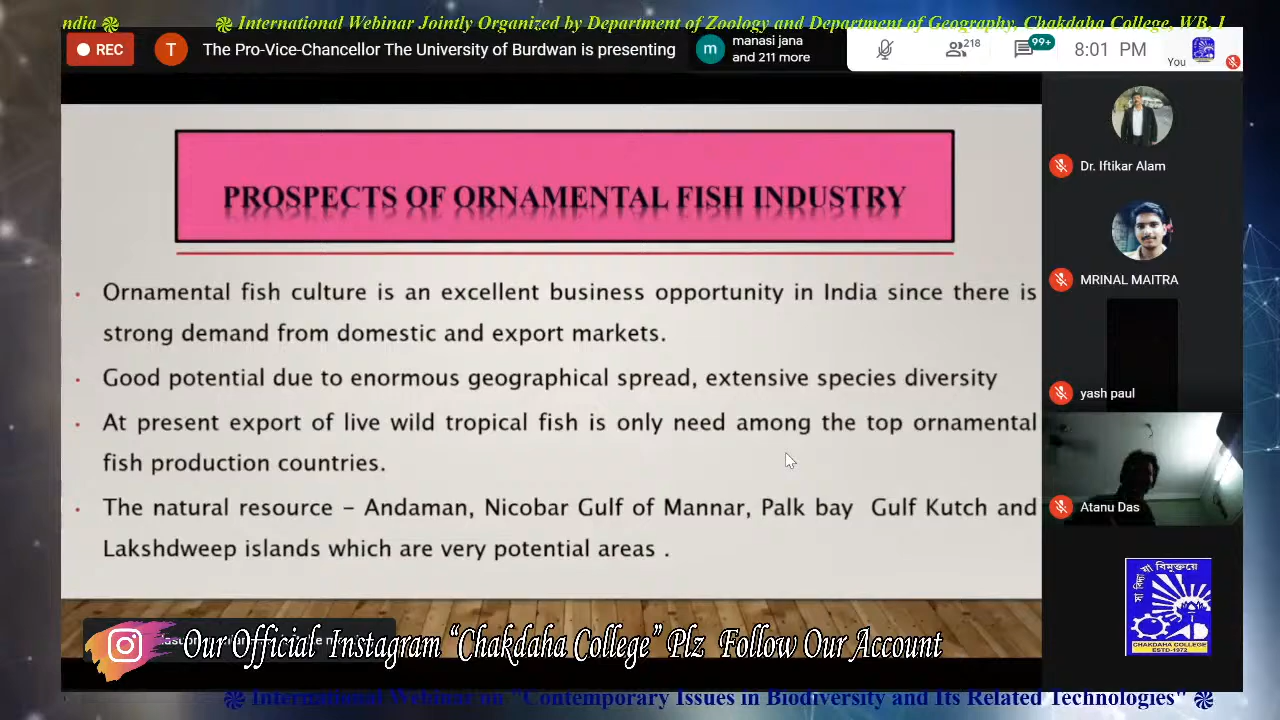 ndia ֍ ֍ International Webinar Jointly Organized by Department of Zoology and Department of Geography, Chakdaha College, WB, I
REC
T
The Pro-Vice-Chancellor The University of Burdwan is presenting
m
manasi jana
and 211 more
218
99+
8:01 PM
You
PROSPECTS OF ORNAMENTAL FISH INDUSTRY
• Ornamental fish culture is an excellent business opportunity in India since there is
strong demand from domestic and export markets.
• Good potential due to enormous geographical spread, extensive species diversity
• At present export of live wild tropical fish is only need among the top ornamental
fish production countries.
• The natural resource – Andaman, Nicobar Gulf of Mannar, Palk bay Gulf Kutch and
Lakshdweep islands which are very potential areas .
Dr. Iftikar Alam
MRINAL MAITRA
yash paul
Atanu Das
সা বিদ্যা যা বিমুক্তয়ে
CHAKDAHA COLLEGE
ESTD-1972
Our Official Instagram “Chakdaha College” Plz Follow Our Account
֍ International Webinar on "Contemporary Issues in Biodiversity and Its Related Technologies" ֍